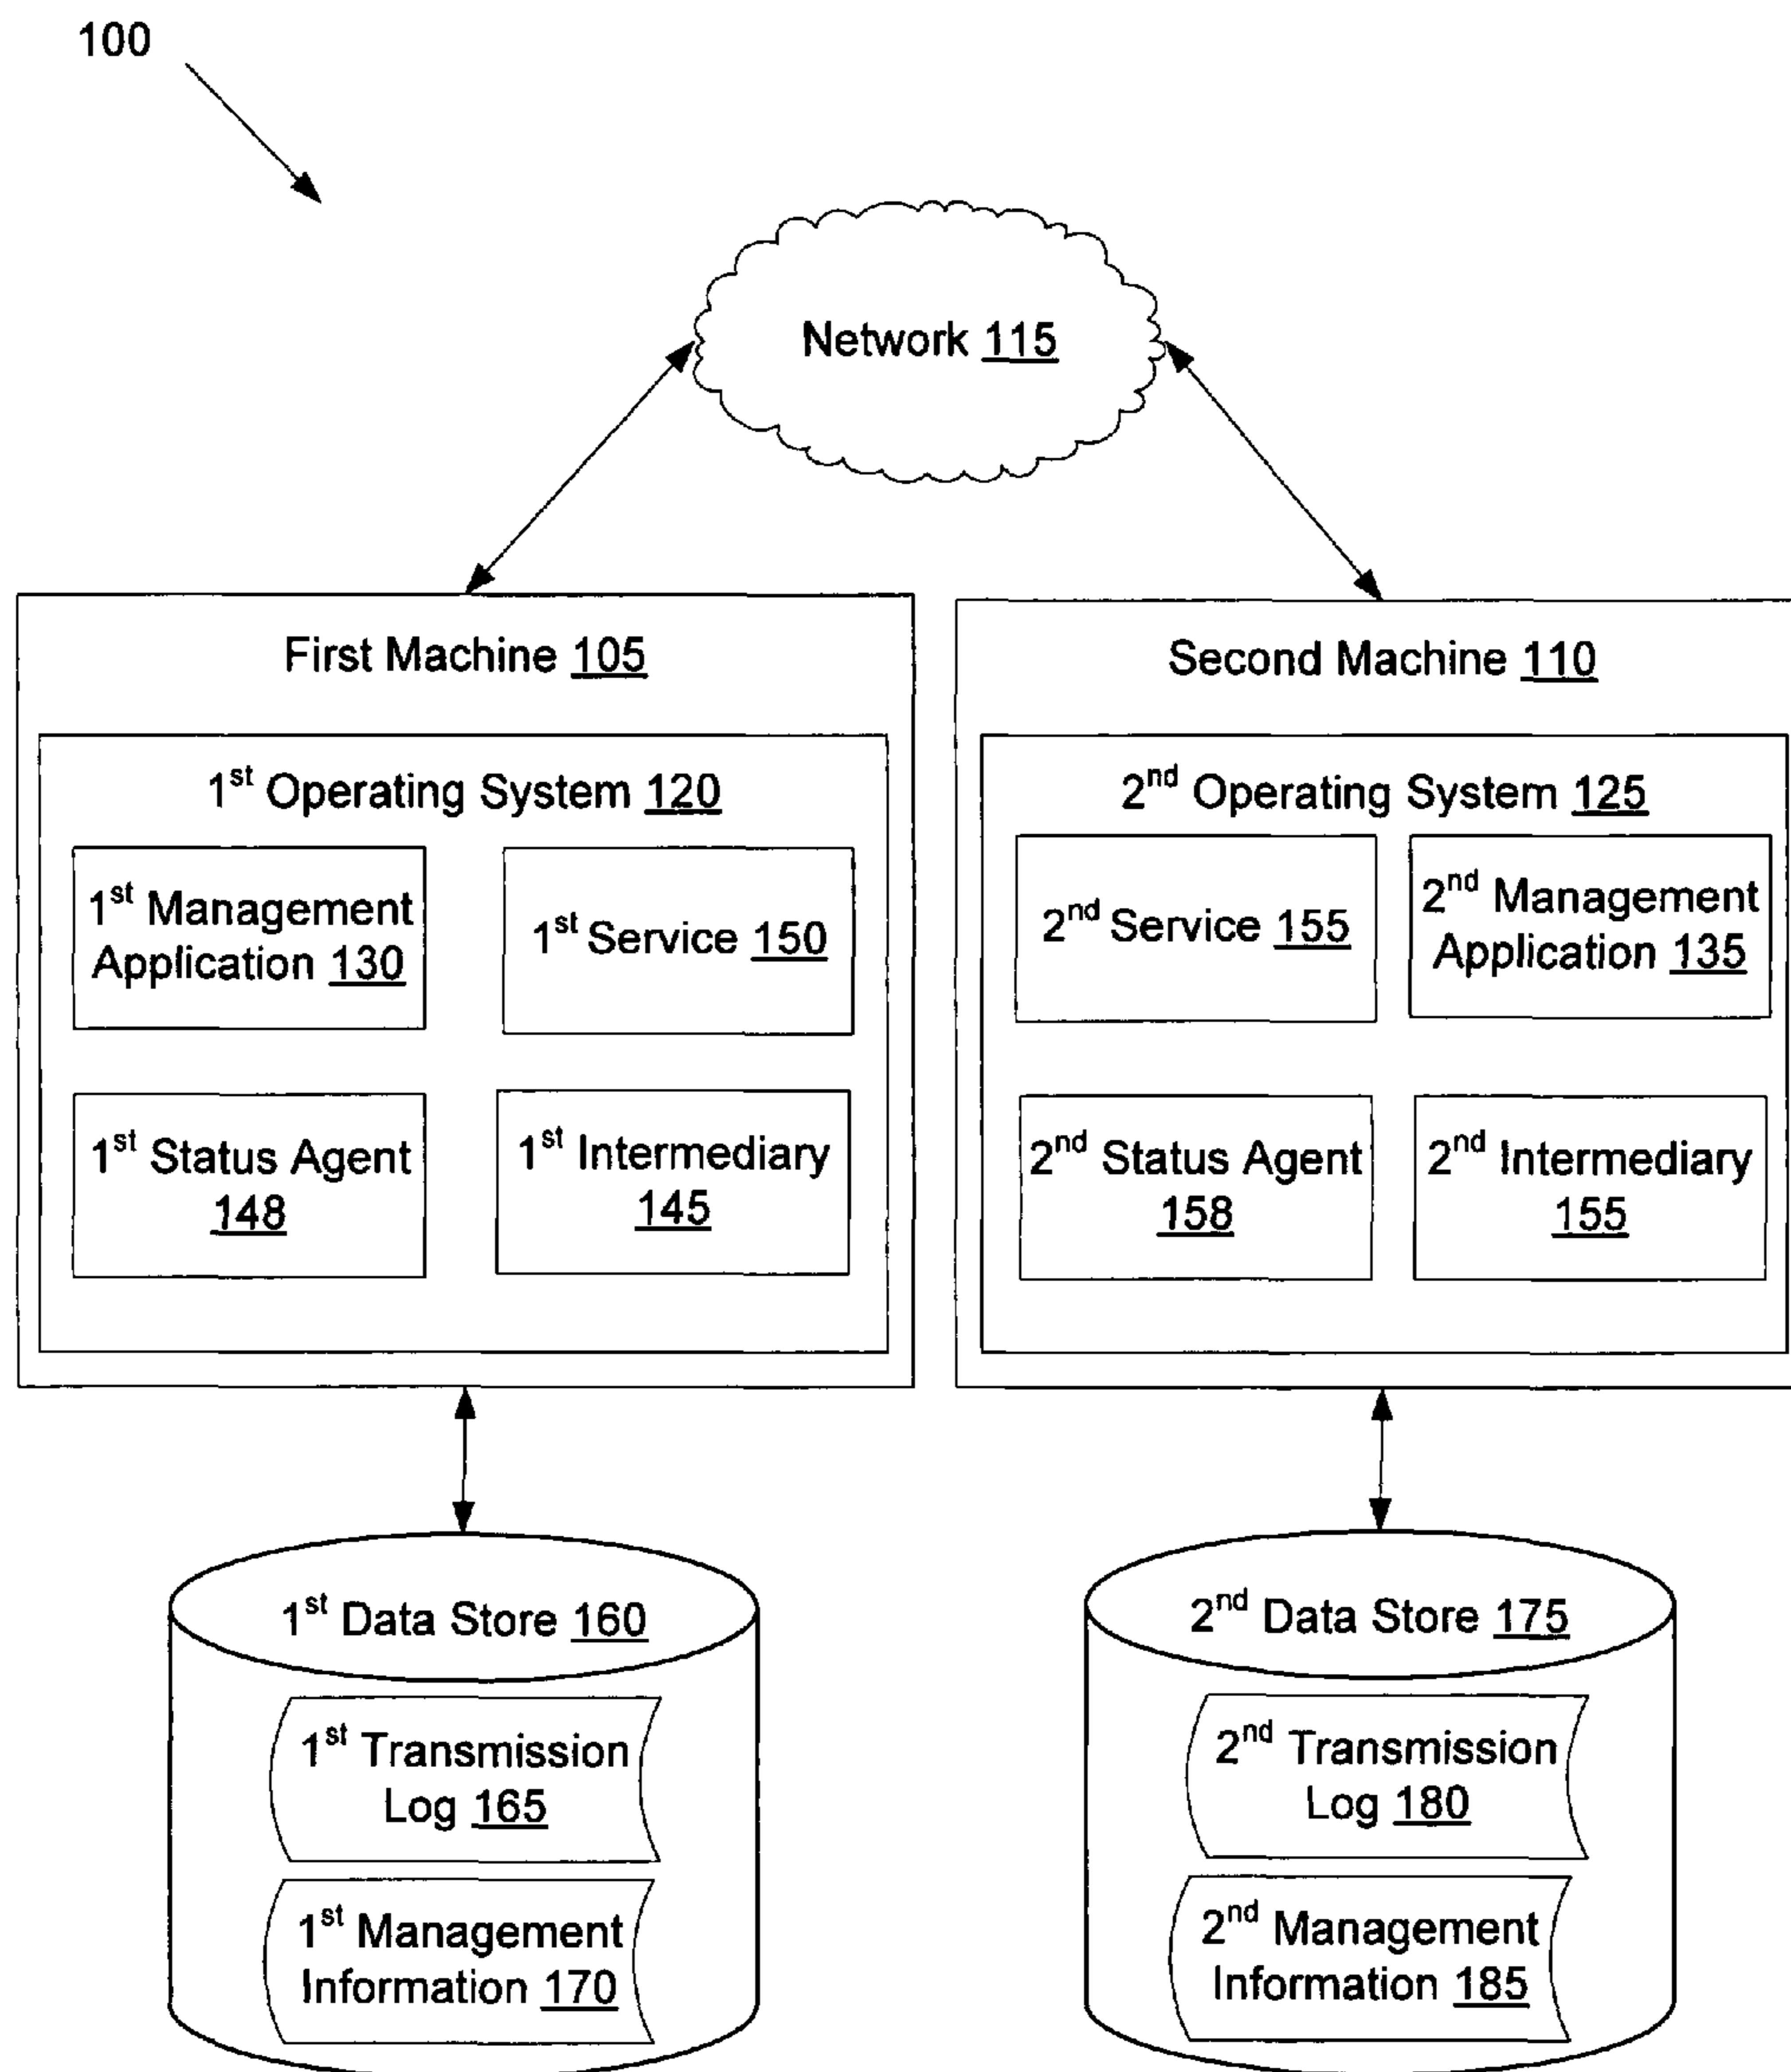 100
Network 115
First Machine 105
1st Operating System 120
1st Management
Application 130
1st Service 150
1st Status Agent
148
1st Intermediary
145
Second Machine 110
2nd Operating System 125
2nd Service 155
2nd Management
Application 135
2nd Status Agent
158
2nd Intermediary
155
1st Data Store 160
1st Transmission
Log 165
1st Management
Information 170
2nd Data Store 175
2nd Transmission
Log 180
2nd Management
Information 185